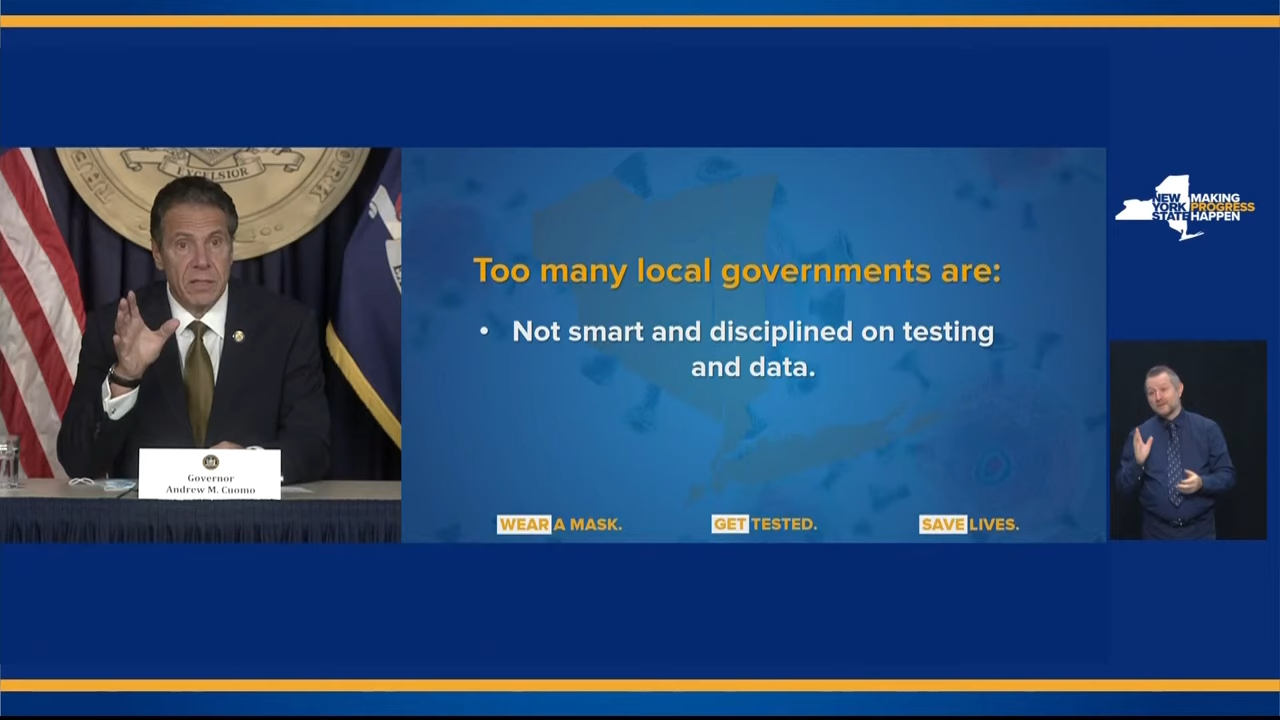 EXCELSIOR
Governor
Andrew M. Cuomo
Too many local governments are:
• Not smart and disciplined on testing
and data.
WEAR A MASK.
GET TESTED.
SAVE LIVES.
NEW
YORK
STATE
MAKING
PROGRESS
HAPPEN